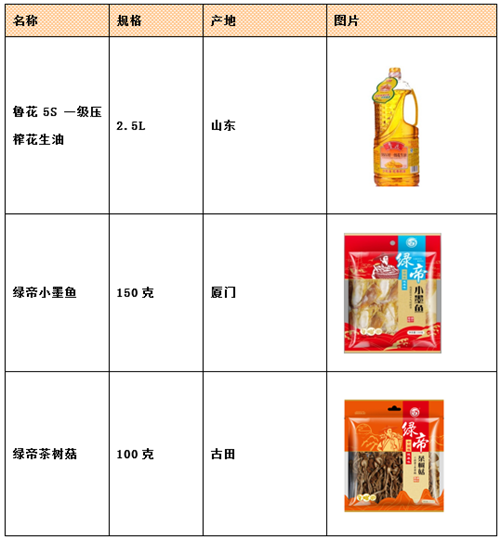 名称 规格 产地 图片
鲁花 5S 一级压
榨花生油
2.5L
山东
绿帝小墨鱼
150 克
厦门
绿帝
小墨鱼
绿帝茶树菇
100 克
古田
绿帝
茶树菇